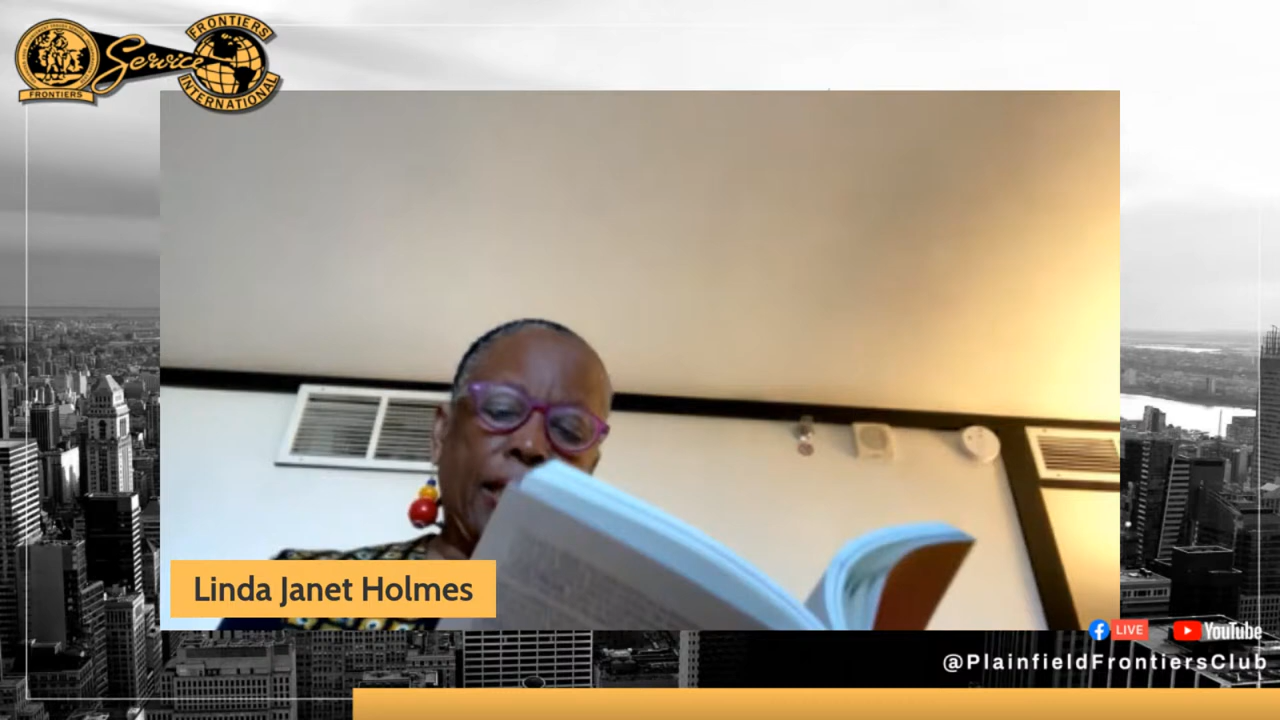 FRONTIERS
Service
FRONTIERS
INTERNATIONAL
Linda Janet Holmes
LIVE
YouTube
@PlainfieldFrontiersClub